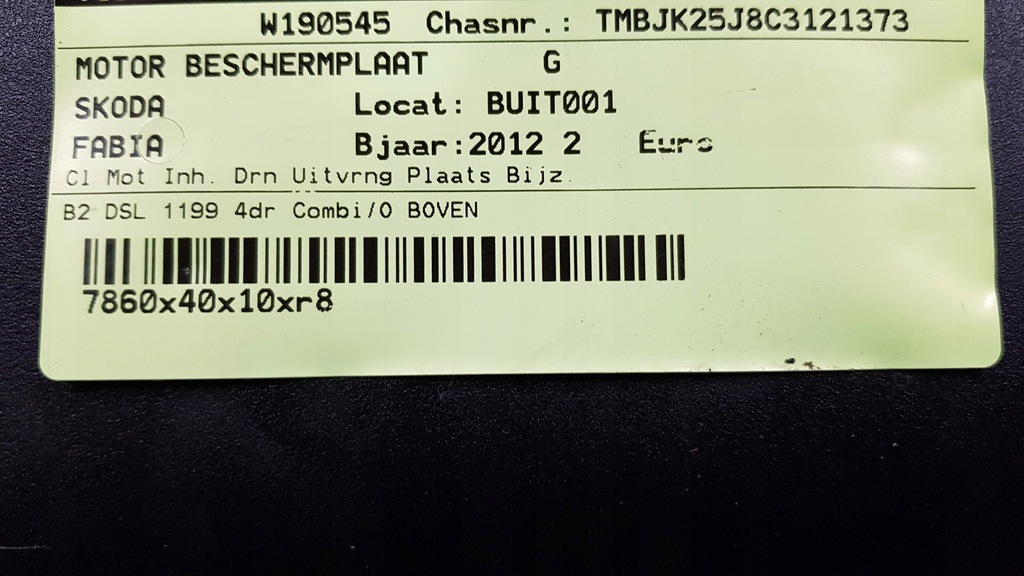 W190545 Chasnr.: TMBJK25J8C3121373
MOTOR BESCHERMPLAAT G
SKODA Locat: BUIT001
FABIA Bjaar:2012 2 Euro
Cl Mot Inh. Drn Uitvrng Plaats Bijz.
B2 DSL 1199 4dr Combi/O BOVEN
7860x40x10xr8